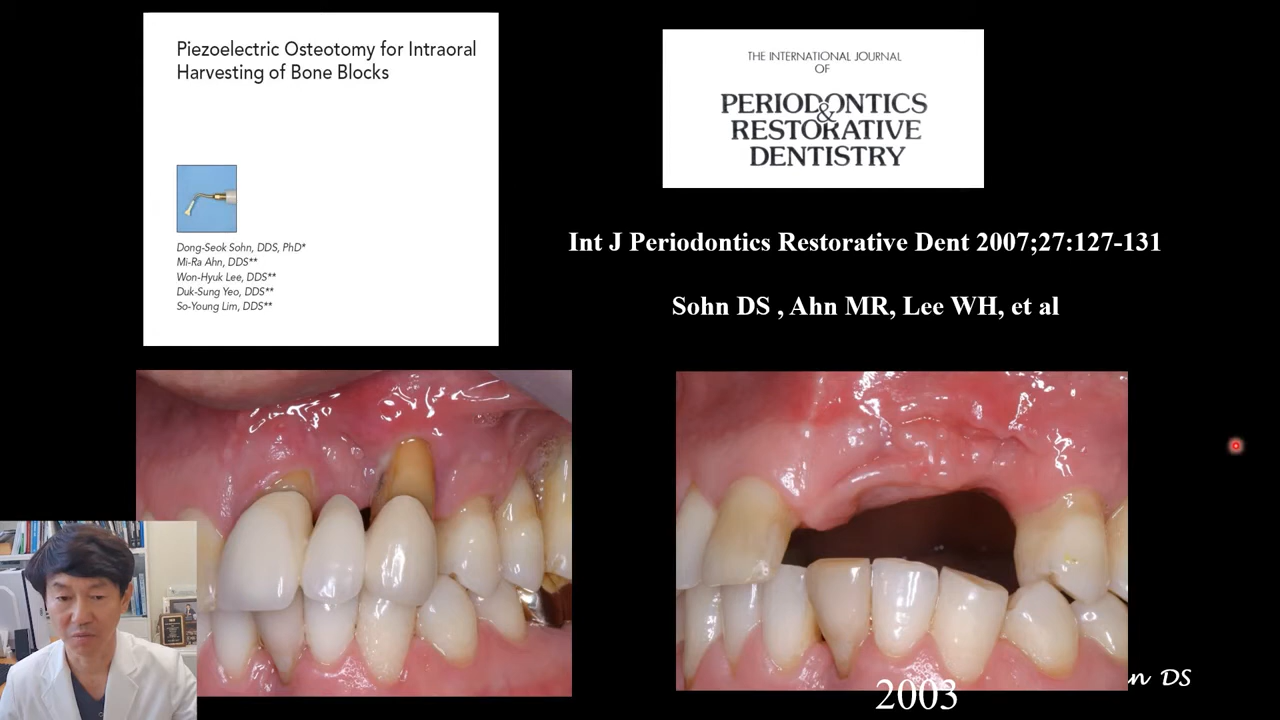 Piezoelectric Osteotomy for Intraoral
Harvesting of Bone Blocks
Dong-Seok Sohn, DDS, PhD*
Mi-Ra Ahn, DDS**
Won-Hyuk Lee, DDS**
Duk-Sung Yeo, DDS**
So-Young Lim, DDS**
THE INTERNATIONAL JOURNAL
OF
PERIODONTICS
&
RESTORATIVE
DENTISTRY
Int J Periodontics Restorative Dent 2007;27:127-131
Sohn DS , Ahn MR, Lee WH, et al
n DS
2003